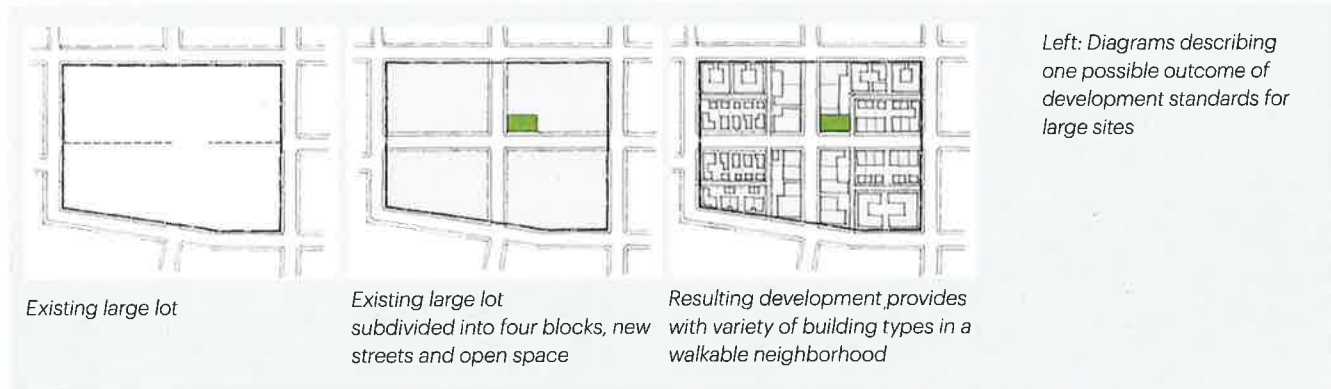 Left: Diagrams describing
one possible outcome of
development standards for
large sites
Existing large lot
Existing large lot
subdivided into four blocks, new
streets and open space
Resulting development provides
with variety of building types in a
walkable neighborhood